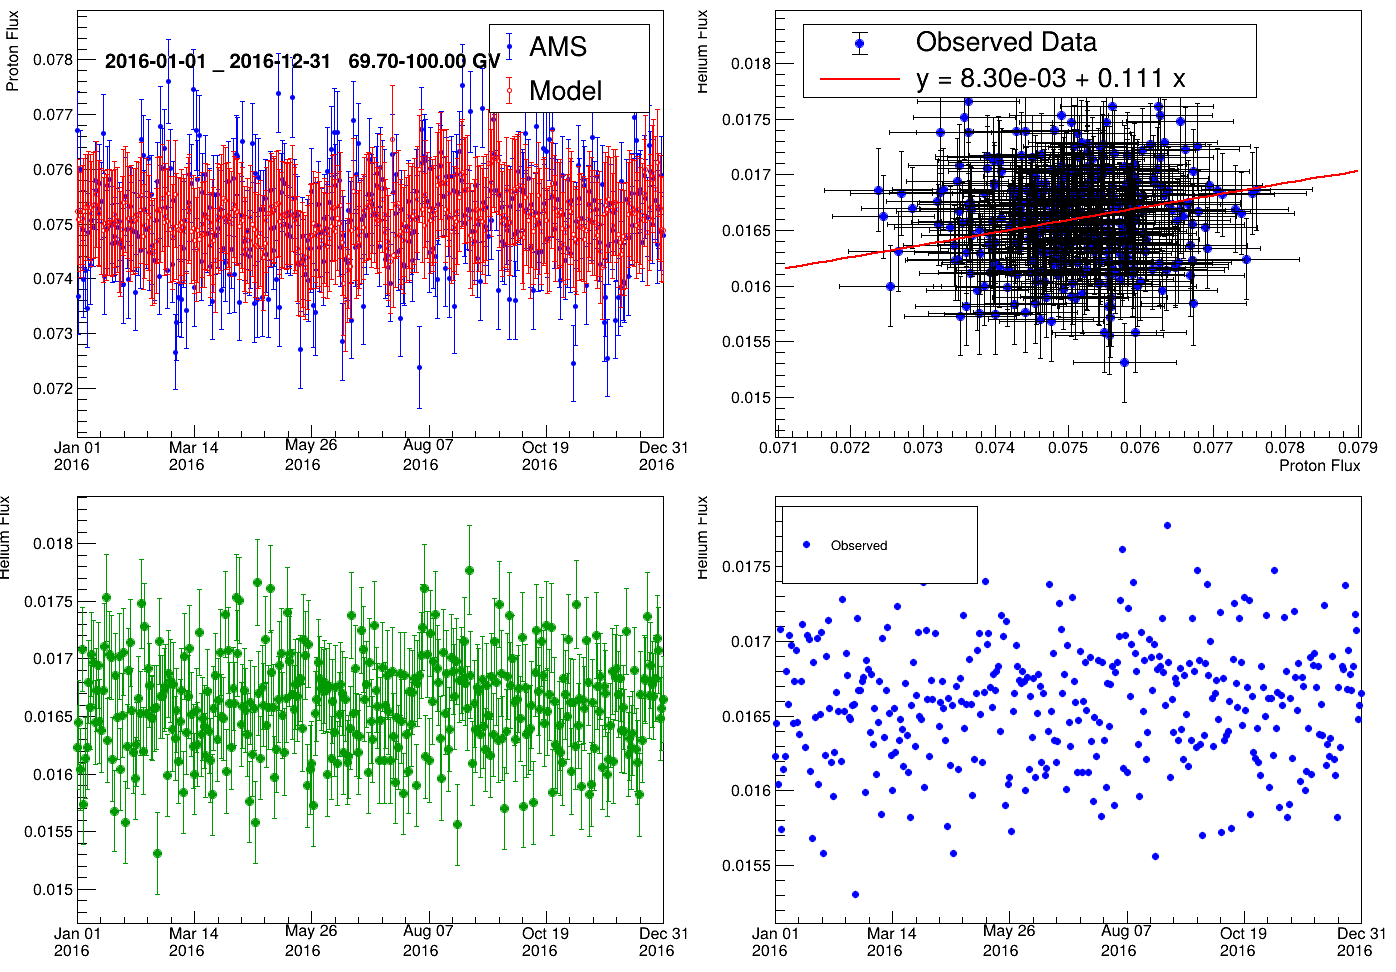 Proton Flux
0.078
0.077
0.076
0.075
0.074
0.073
0.072
2016-01-01 _ 2016-12-31 69.70-100.00 GV
AMS
Model
Jan 01 2016
Mar 14 2016
May 26 2016
Aug 07 2016
Oct 19 2016
Dec 31 2016
Helium Flux
0.018
0.0175
0.017
0.0165
0.016
0.0155
0.015
Observed Data
y = 8.30e-03 + 0.111 x
0.071 0.072 0.073 0.074 0.075 0.076 0.077 0.078 0.079
Proton Flux
Helium Flux
0.018
0.0175
0.017
0.0165
0.016
0.0155
0.015
Jan 01 2016
Mar 14 2016
May 26 2016
Aug 07 2016
Oct 19 2016
Dec 31 2016
Helium Flux
0.0175
0.017
0.0165
0.016
0.0155
Observed
Jan 01 2016
Mar 14 2016
May 26 2016
Aug 07 2016
Oct 19 2016
Dec 31 2016